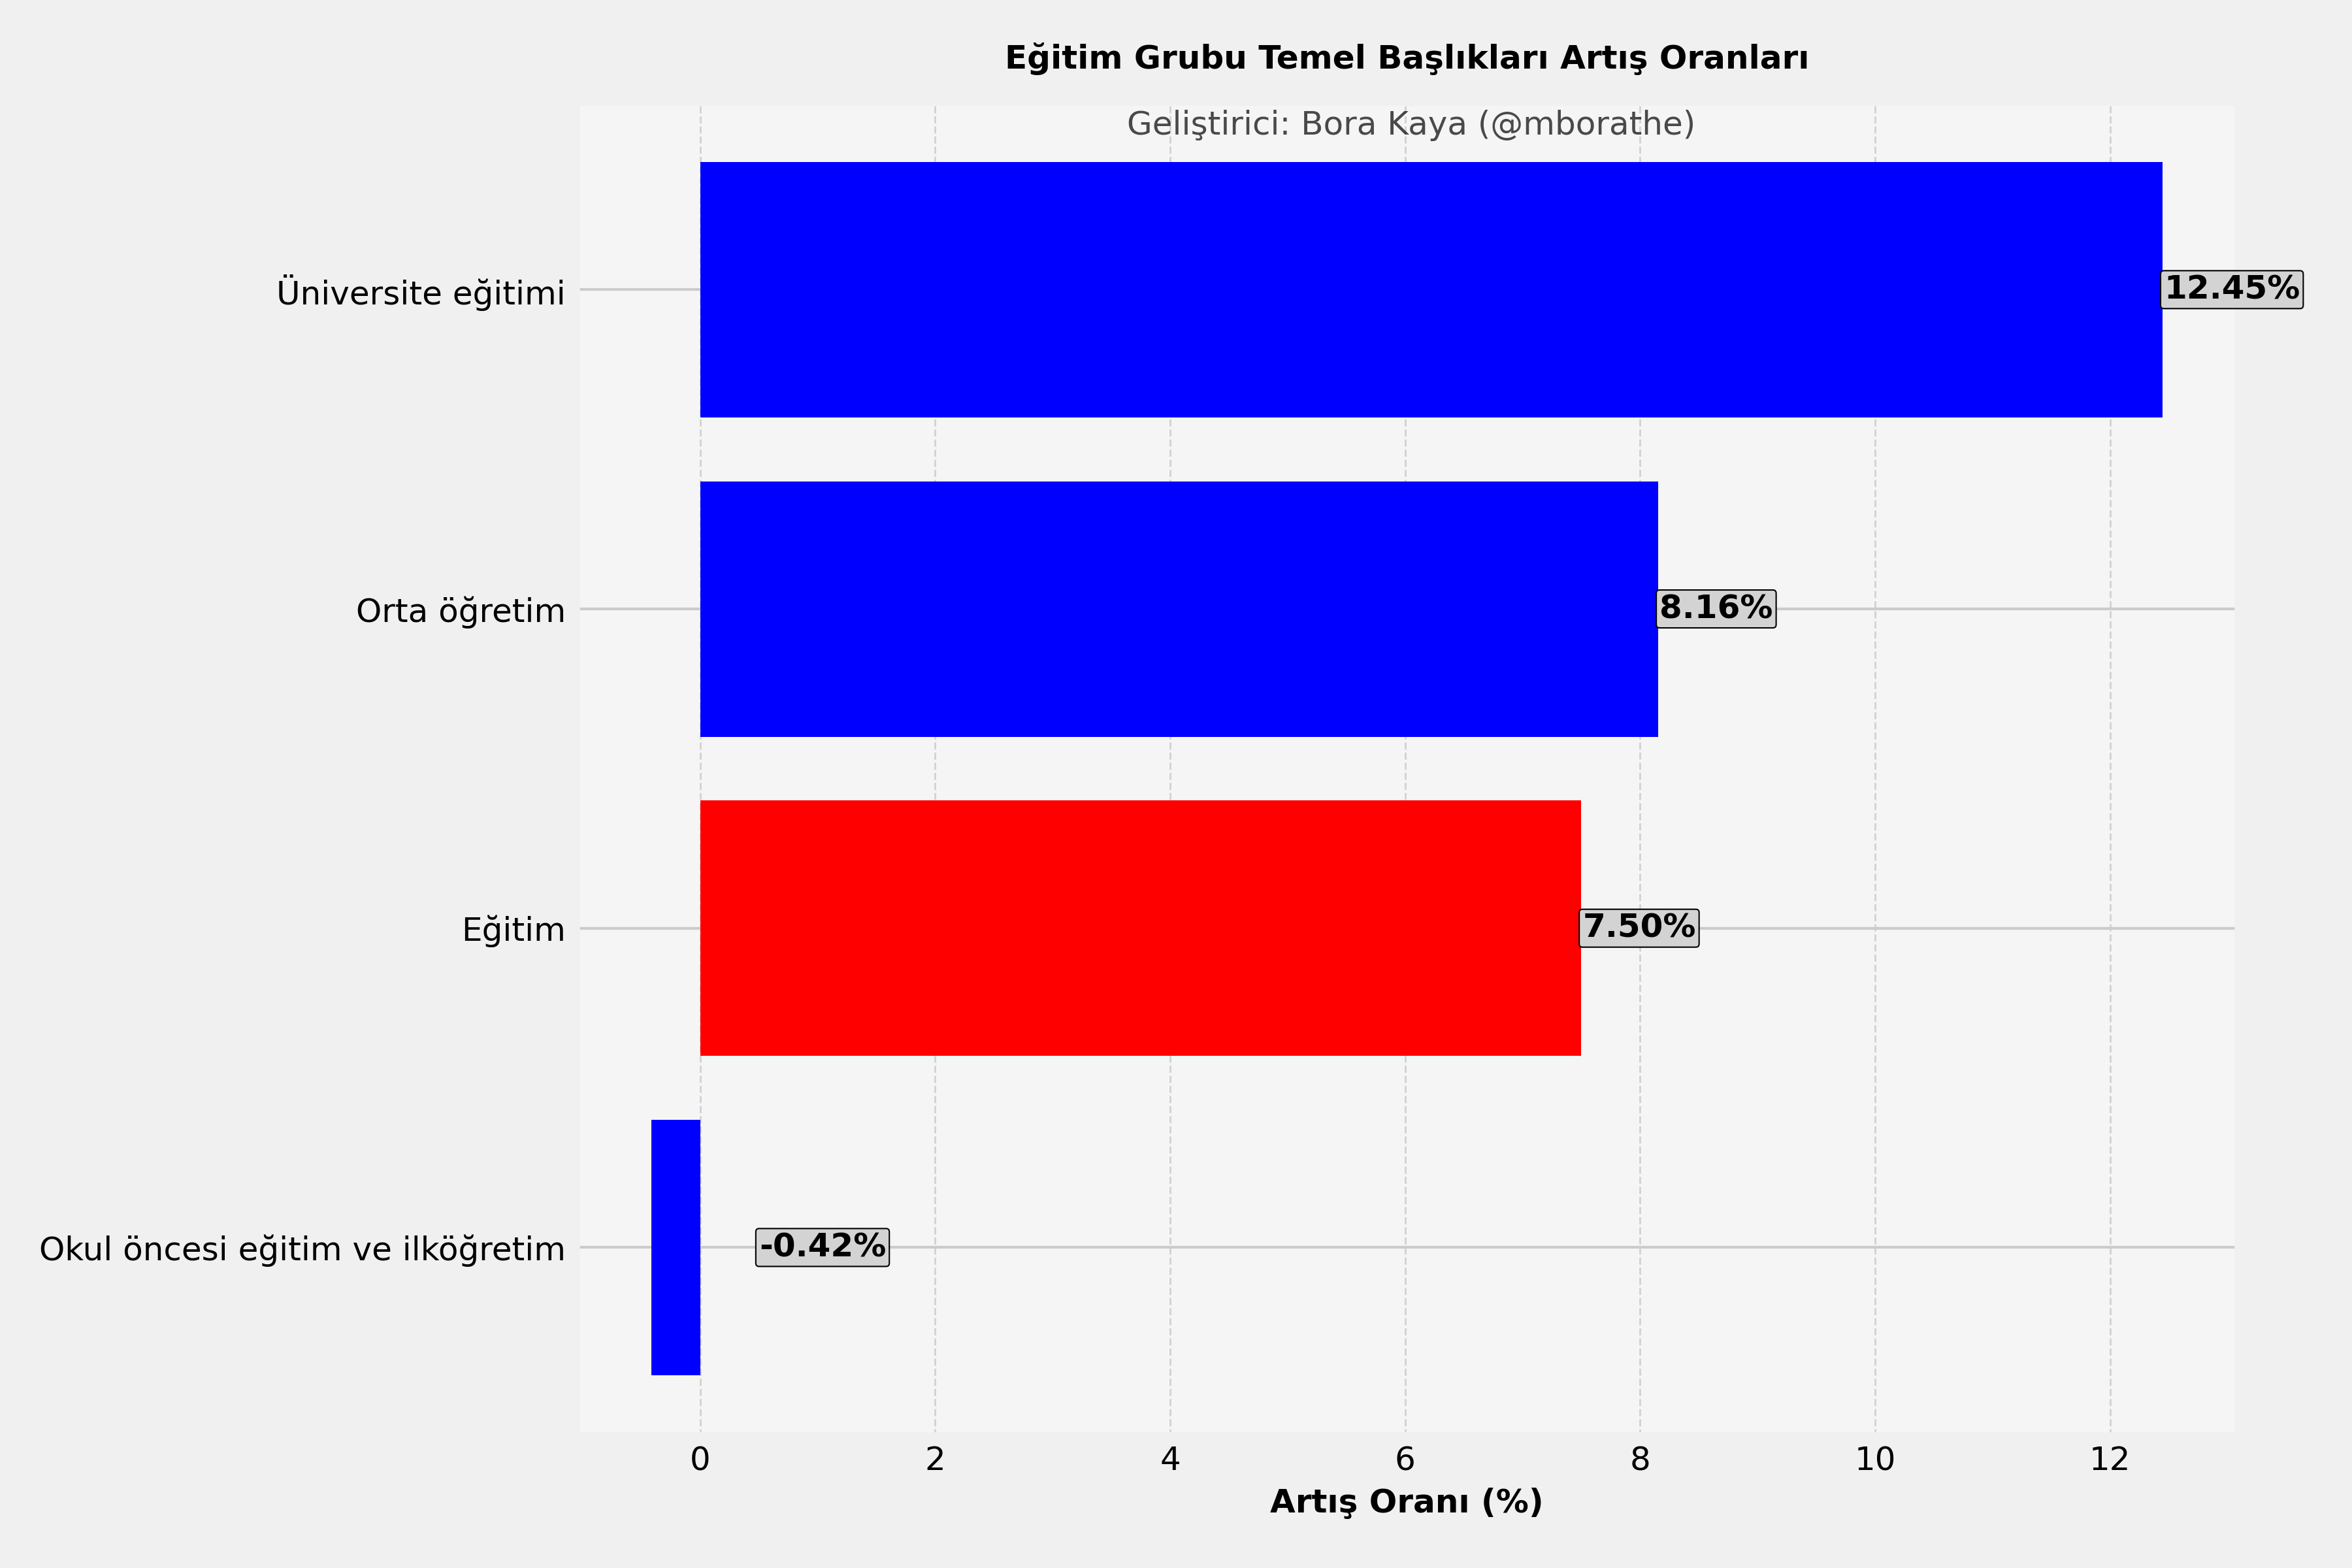 Eğitim Grubu Temel Başlıkları Artış Oranları
Geliştirici: Bora Kaya (@mborathe)
Üniversite eğitimi
12.45%
Orta öğretim
8.16%
Eğitim
7.50%
Okul öncesi eğitim ve ilköğretim
-0.42%
0 2 4 6 8 10 12
Artış Oranı (%)